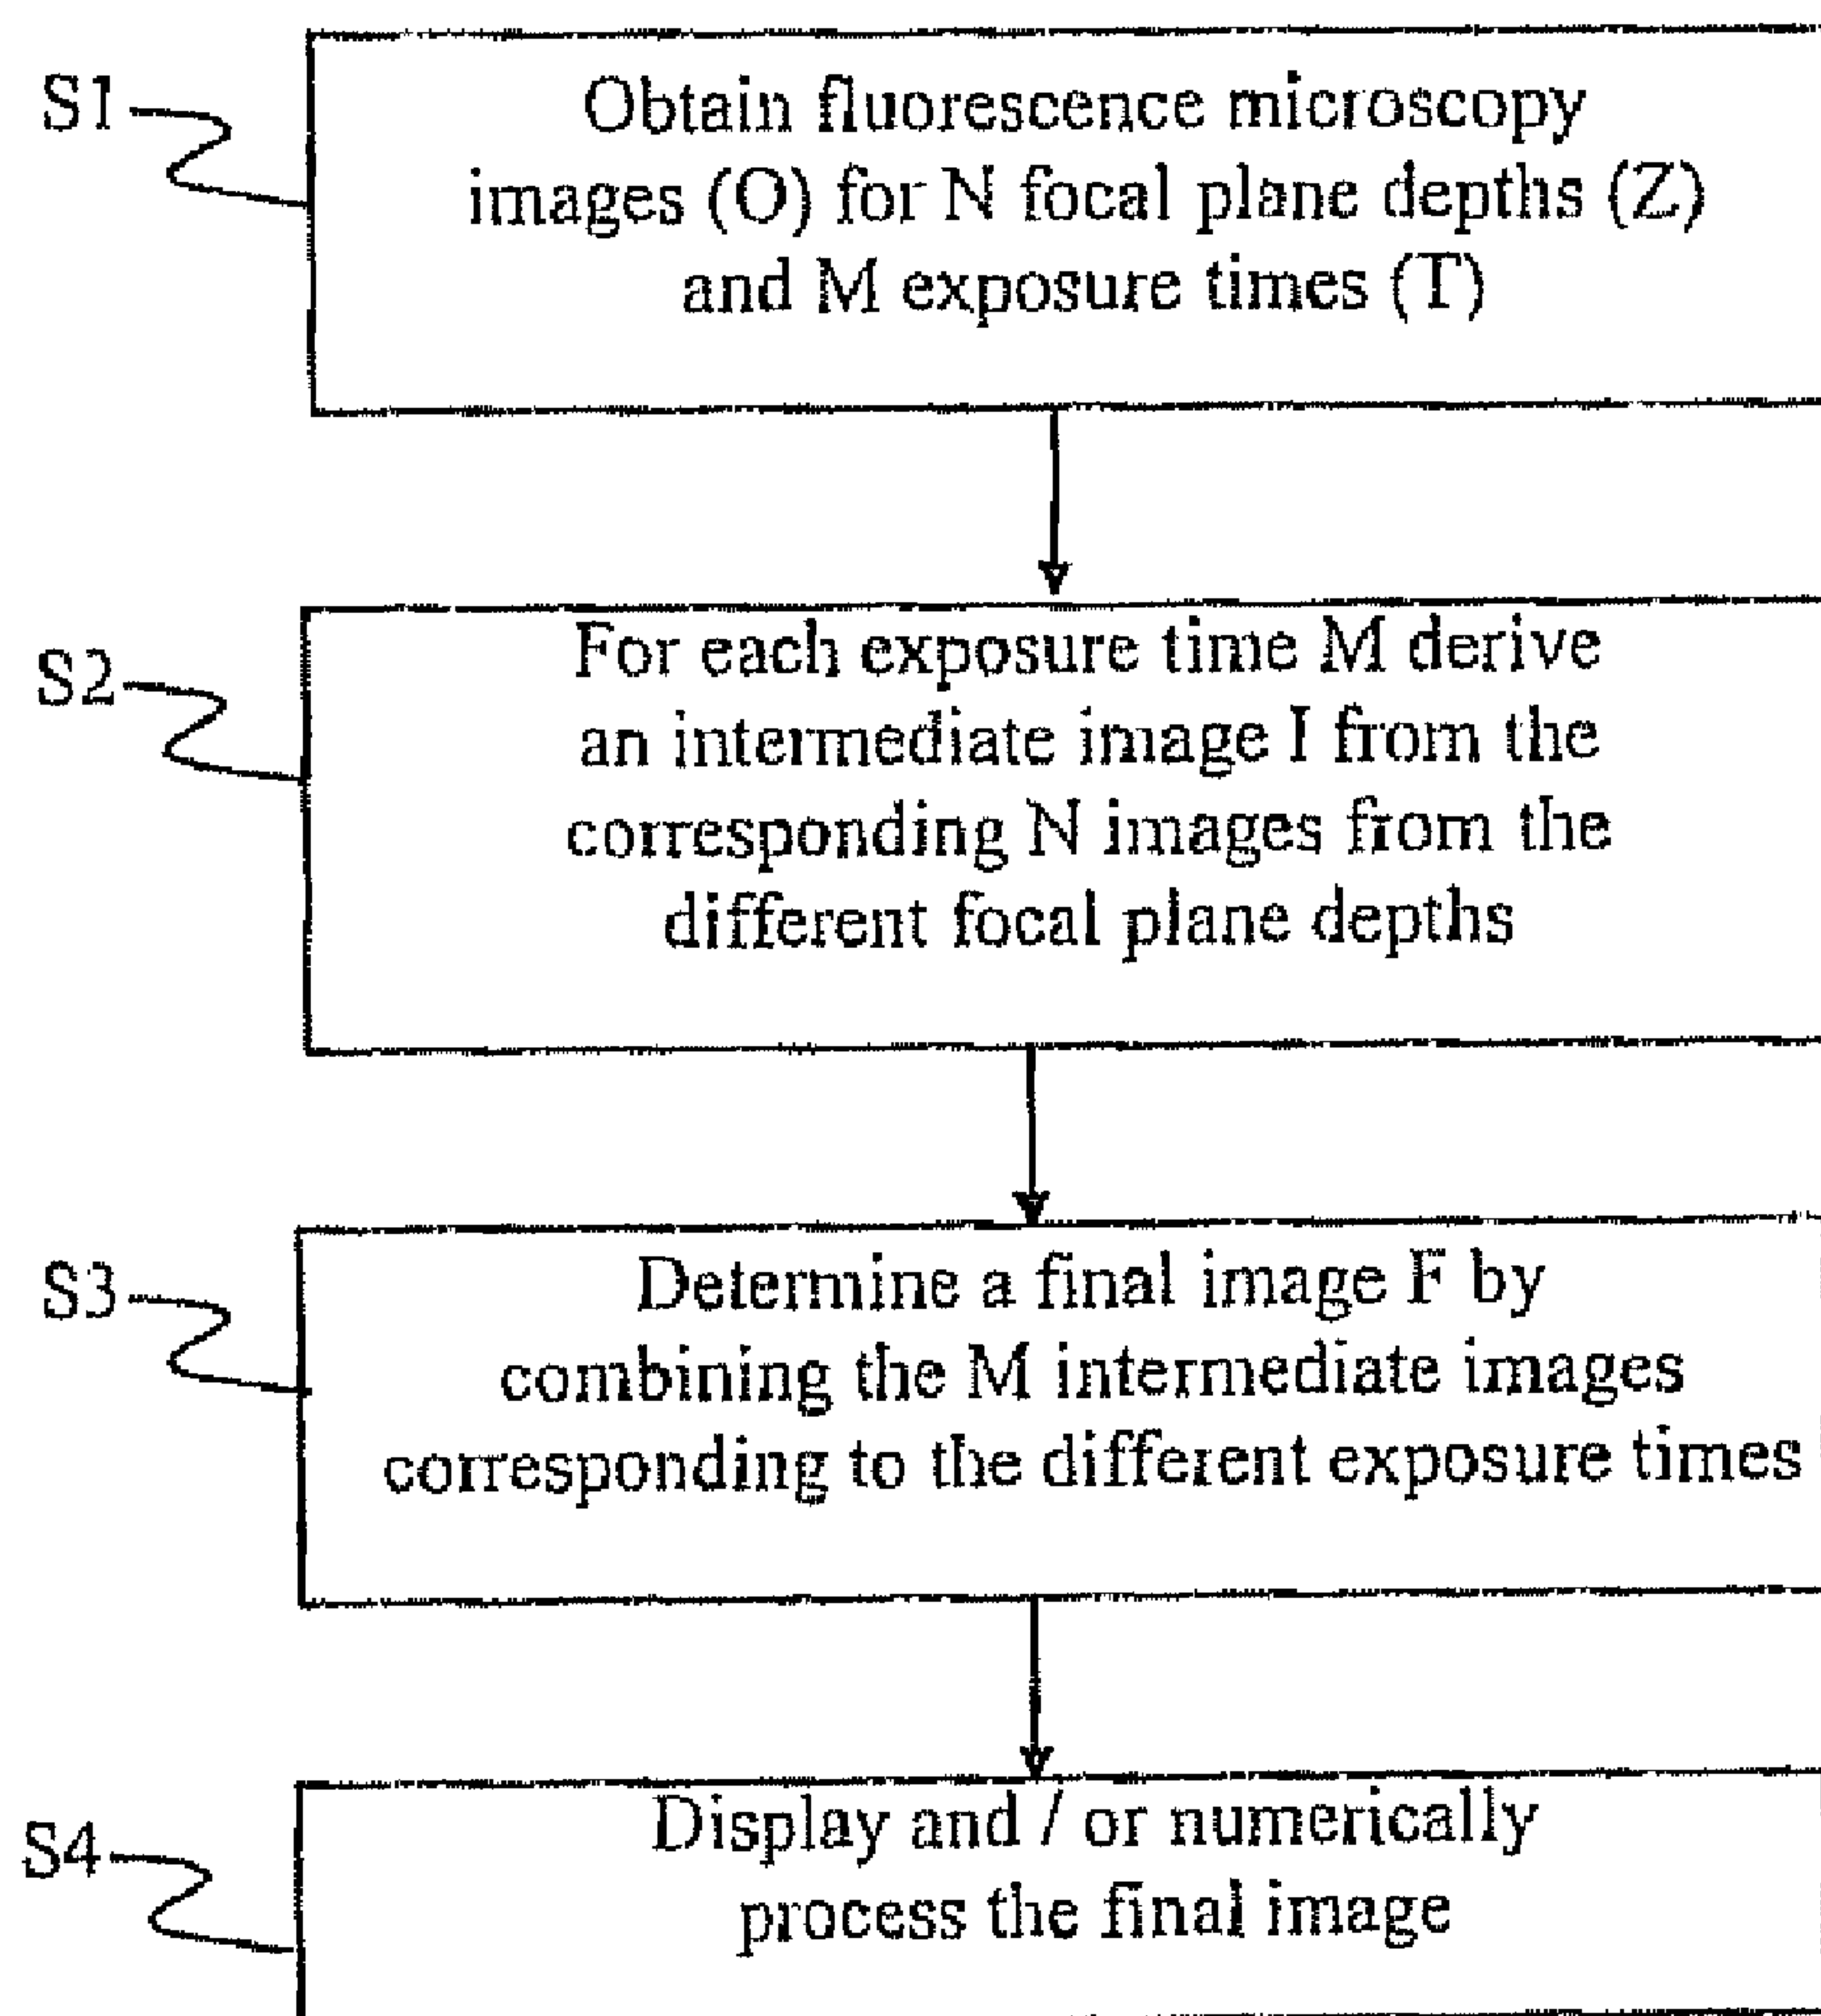 S1
Obtain fluorescence microscopy
images (O) for N focal plane depths (Z)
and M exposure times (T)
S2
For each exposure time M derive
an intermediate image I from the
corresponding N images from the
different focal plane depths
S3
Determine a final image F by
combining the M intermediate images
corresponding to the different exposure times
S4
Display and / or numerically
process the final image